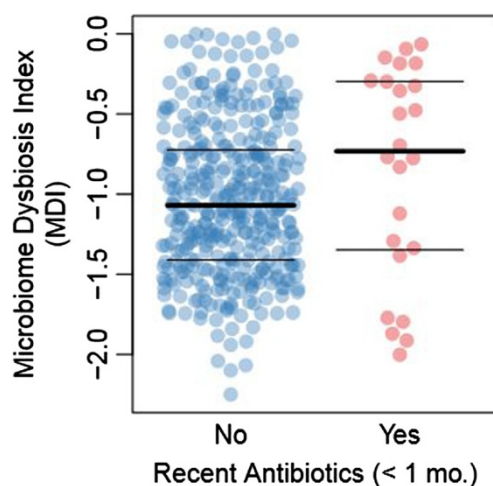 Microbiome Dysbiosis Index
(MDI)
0.0
−0.5
−1.0
−1.5
−2.0
No
Yes
Recent Antibiotics (< 1 mo.)